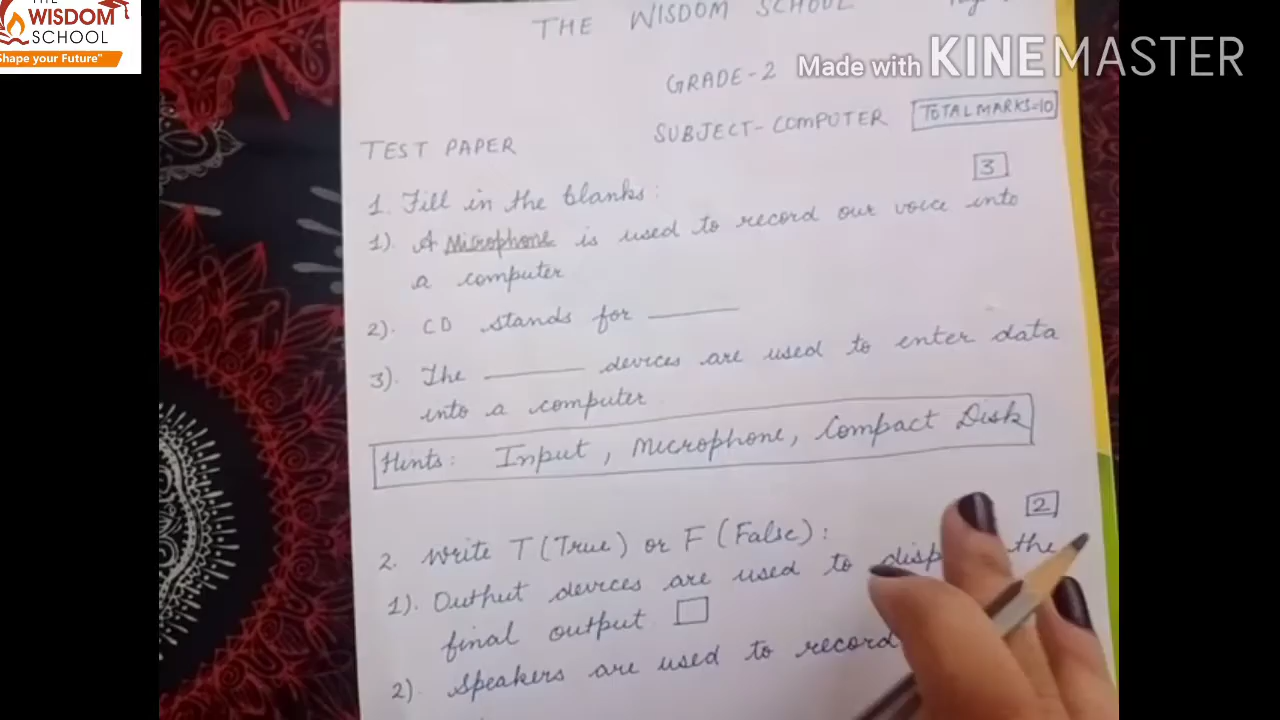 THE
WISDOM
SCHOOL
Shape your Future"
Made with KINEMASTER
THE WISDOM SCHOOL
GRADE-2
TEST PAPER SUBJECT- COMPUTER TOTAL MARKS=10
1. Fill in the blanks: 3
1). A Microphone is used to record our voice into
a computer
2). CD stands for ______
3). The ______ devices are used to enter data
into a computer
Hints: Input, Microphone, Compact Disk
2. Write T (True) or F (False): 2
1). Output devices are used to the
final output
2). Speakers are used to record